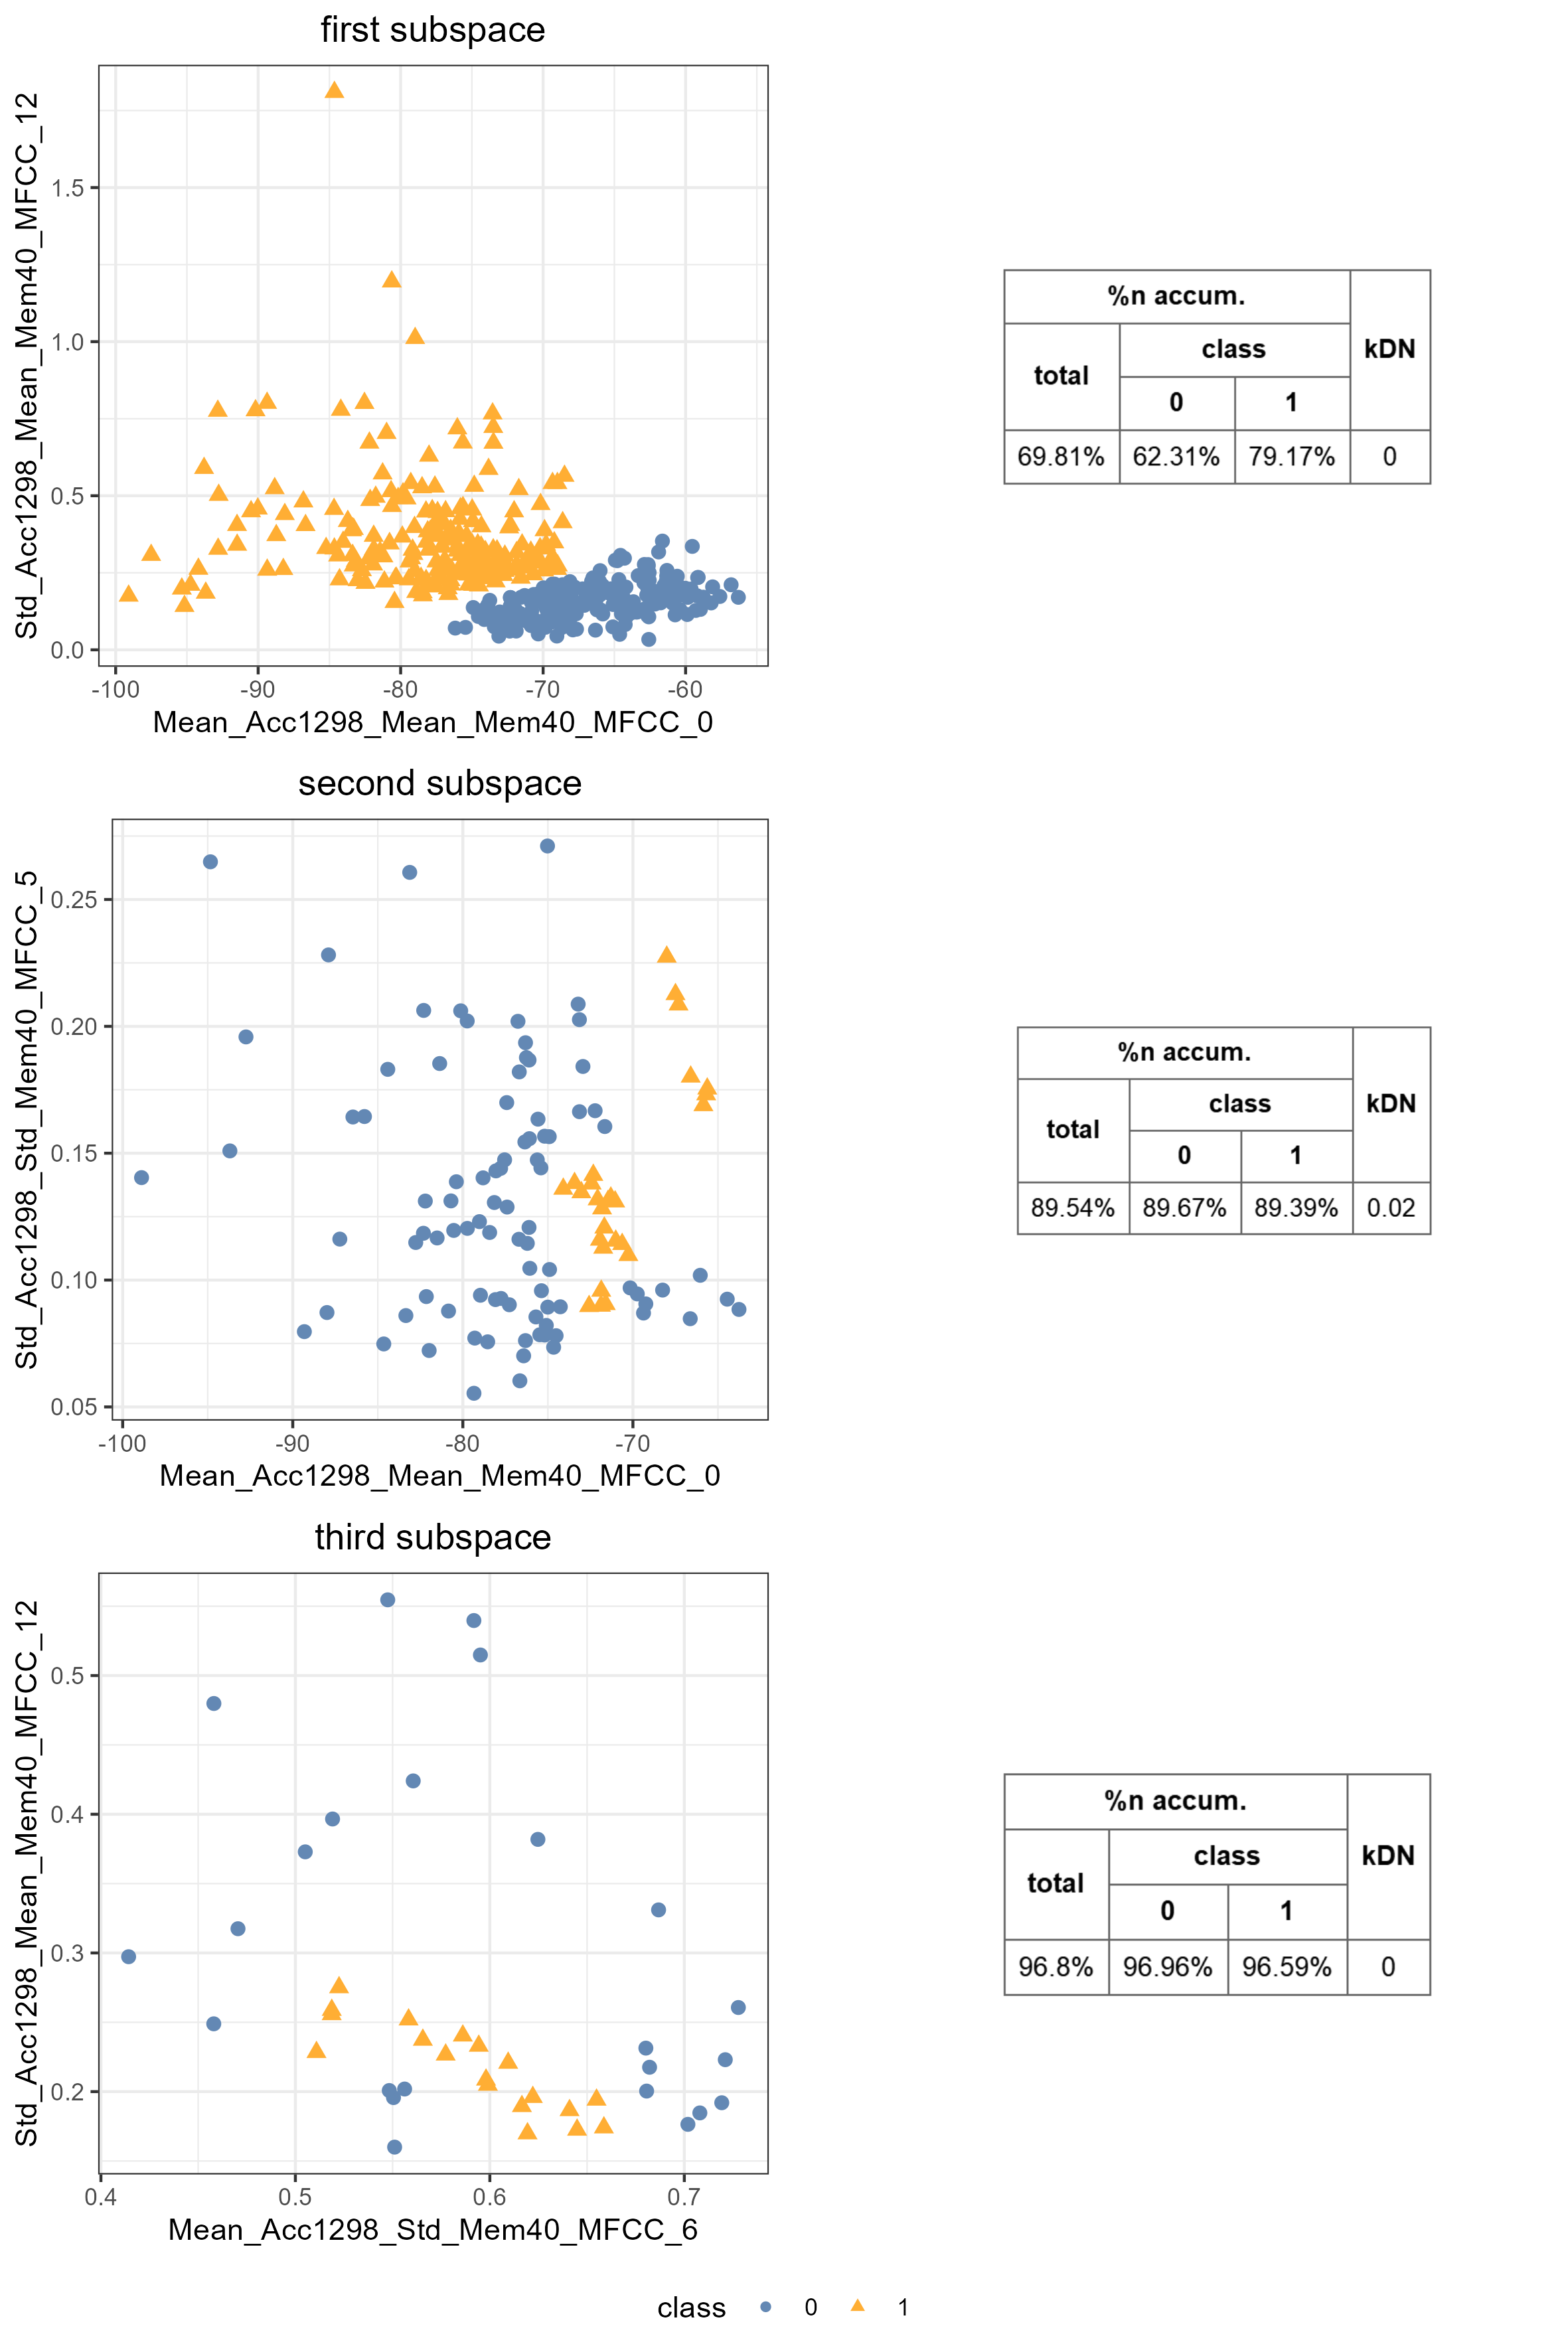 first subspace
Std_Acc1298_Mean_Mem40_MFCC_12
1.5
1.0
0.5
0.0
-100 -90 -80 -70 -60
Mean_Acc1298_Mean_Mem40_MFCC_0
%n accum. kDN
total class
0 1
69.81% 62.31% 79.17% 0
second subspace
Std_Acc1298_Std_Mem40_MFCC_5
0.25
0.20
0.15
0.10
0.05
-100 -90 -80 -70
Mean_Acc1298_Mean_Mem40_MFCC_0
%n accum. kDN
total class
0 1
89.54% 89.67% 89.39% 0.02
third subspace
Std_Acc1298_Mean_Mem40_MFCC_12
0.5
0.4
0.3
0.2
0.4 0.5 0.6 0.7
Mean_Acc1298_Std_Mem40_MFCC_6
%n accum. kDN
total class
0 1
96.8% 96.96% 96.59% 0
class 0 1